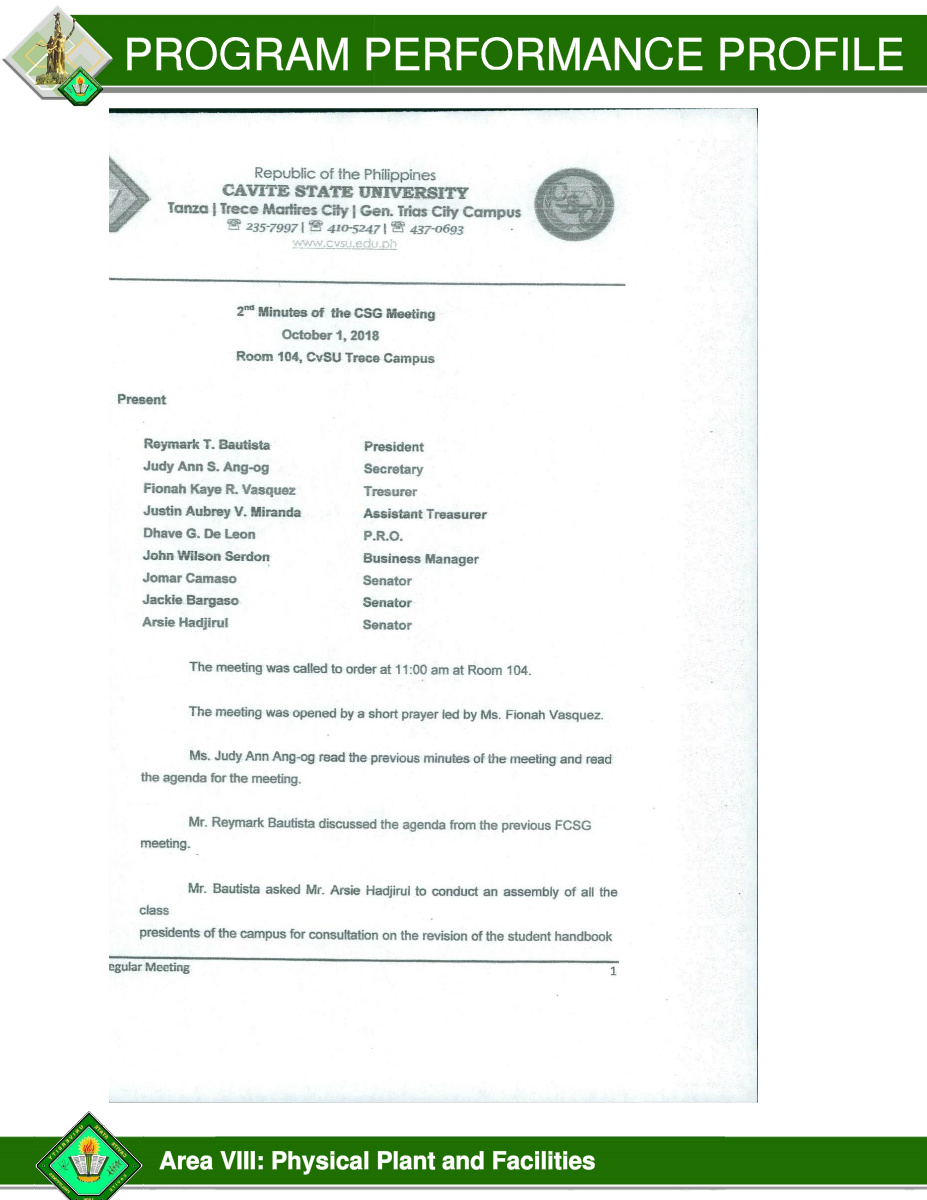 PROGRAM PERFORMANCE PROFILE
Republic of the Philippines
CAVITE STATE UNIVERSITY
Tanza | Trece Martires City | Gen. Trias City Campus
☏ 235-7997 | ☏ 410-5247 | ☏ 437-0693
www.cvsu.edu.ph
2nd Minutes of the CSG Meeting
October 1, 2018
Room 104, CvSU Trece Campus
Present
Reymark T. Bautista President
Judy Ann S. Ang-og Secretary
Fionah Kaye R. Vasquez Tresurer
Justin Aubrey V. Miranda Assistant Treasurer
Dhave G. De Leon P.R.O.
John Wilson Serdon Business Manager
Jomar Camaso Senator
Jackie Bargaso Senator
Arsie Hadjirul Senator
The meeting was called to order at 11:00 am at Room 104.
The meeting was opened by a short prayer led by Ms. Fionah Vasquez.
Ms. Judy Ann Ang-og read the previous minutes of the meeting and read
the agenda for the meeting.
Mr. Reymark Bautista discussed the agenda from the previous FCSG
meeting.
Mr. Bautista asked Mr. Arsie Hadjirul to conduct an assembly of all the
class
presidents of the campus for consultation on the revision of the student handbook
egular Meeting 1
Area VIII: Physical Plant and Facilities